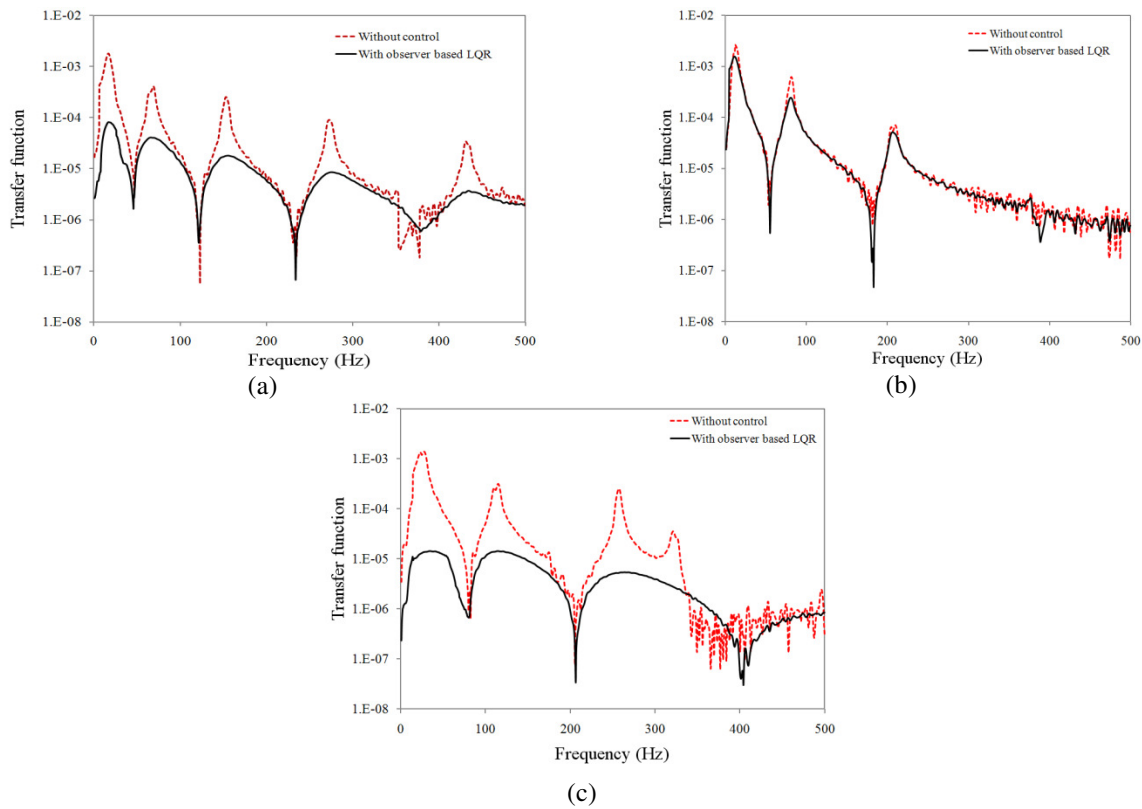 1.E-02
1.E-03
1.E-04
1.E-05
1.E-06
1.E-07
1.E-08
Transfer function
Without control
With observer based LQR
0 100 200 300 400 500
Frequency (Hz)
(a)
1.E-02
1.E-03
1.E-04
1.E-05
1.E-06
1.E-07
1.E-08
Transfer function
Without control
With observer based LQR
0 100 200 300 400 500
Frequency (Hz)
(b)
1.E-02
1.E-03
1.E-04
1.E-05
1.E-06
1.E-07
1.E-08
Transfer function
Without control
With observer based LQR
0 100 200 300 400 500
Frequency (Hz)
(c)